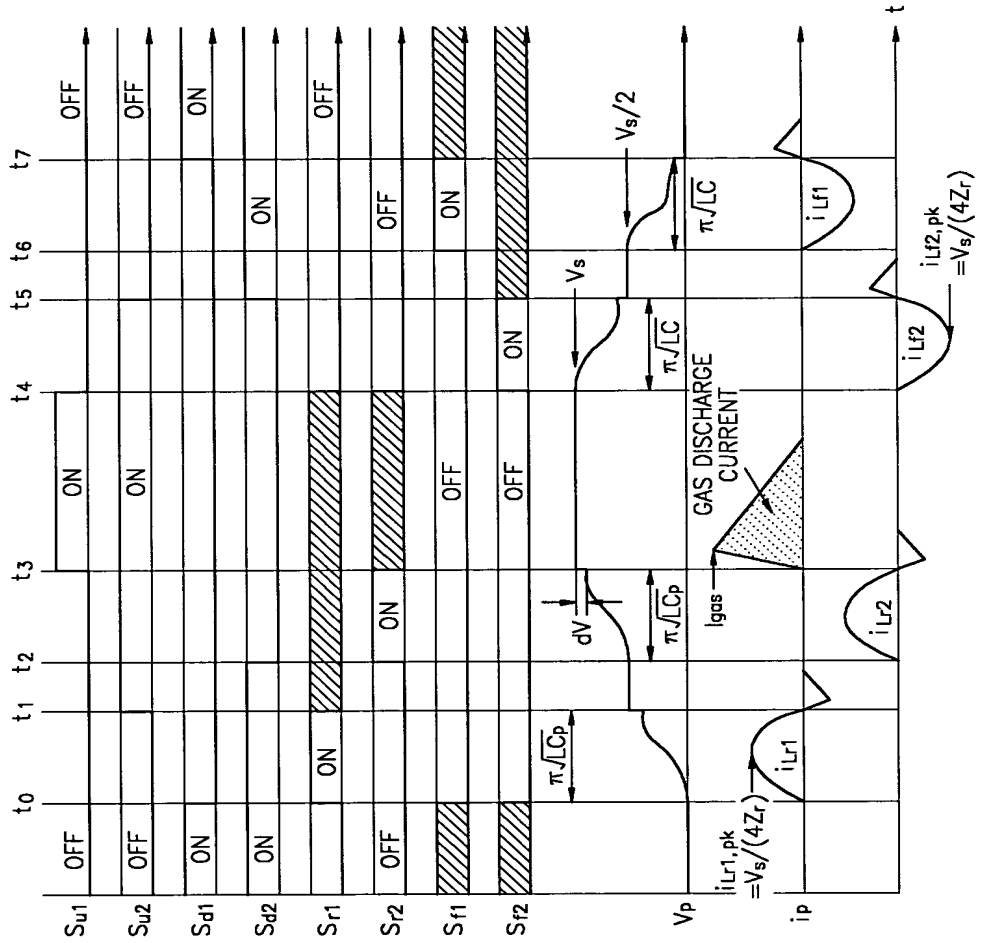 t0 t1 t2 t3 t4 t5 t6 t7
Su1 OFF ON OFF
Su2 OFF ON OFF
Sd1 ON ON
Sd2 ON ON
Sr1 ON OFF
Sr2 OFF ON OFF
Sf1 OFF ON
Sf2 OFF ON
Vs
Vs/2
dV
π√LCp
π√LCp
π√LC
π√LC
Vp
Igas
GAS DISCHARGE
CURRENT
iLr1,pk
=Vs/(4Zr)
ip
iLr1
iLf1
iLr2
iLf2
iLf2,pk
=Vs/(4Zr)
t